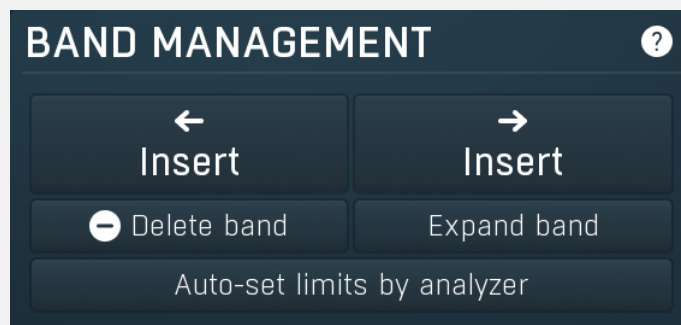 BAND MANAGEMENT ?
← →
Insert Insert
Delete band Expand band
Auto-set limits by analyzer